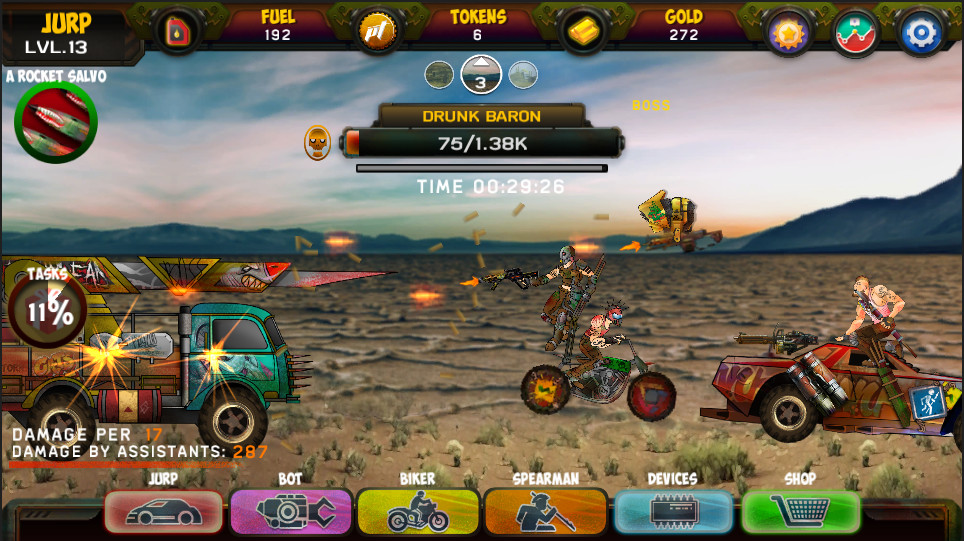 JURP
LVL.13
FUEL
192
TOKENS
6
GOLD
272
A ROCKET SALVO
3
BOSS
DRUNK BARON
75/1.38K
TIME 00:29:26
TASKS
11%
DAMAGE PER 17
DAMAGE BY ASSISTANTS: 287
JURP
BOT
BIKER
SPEARMAN
DEVICES
SHOP